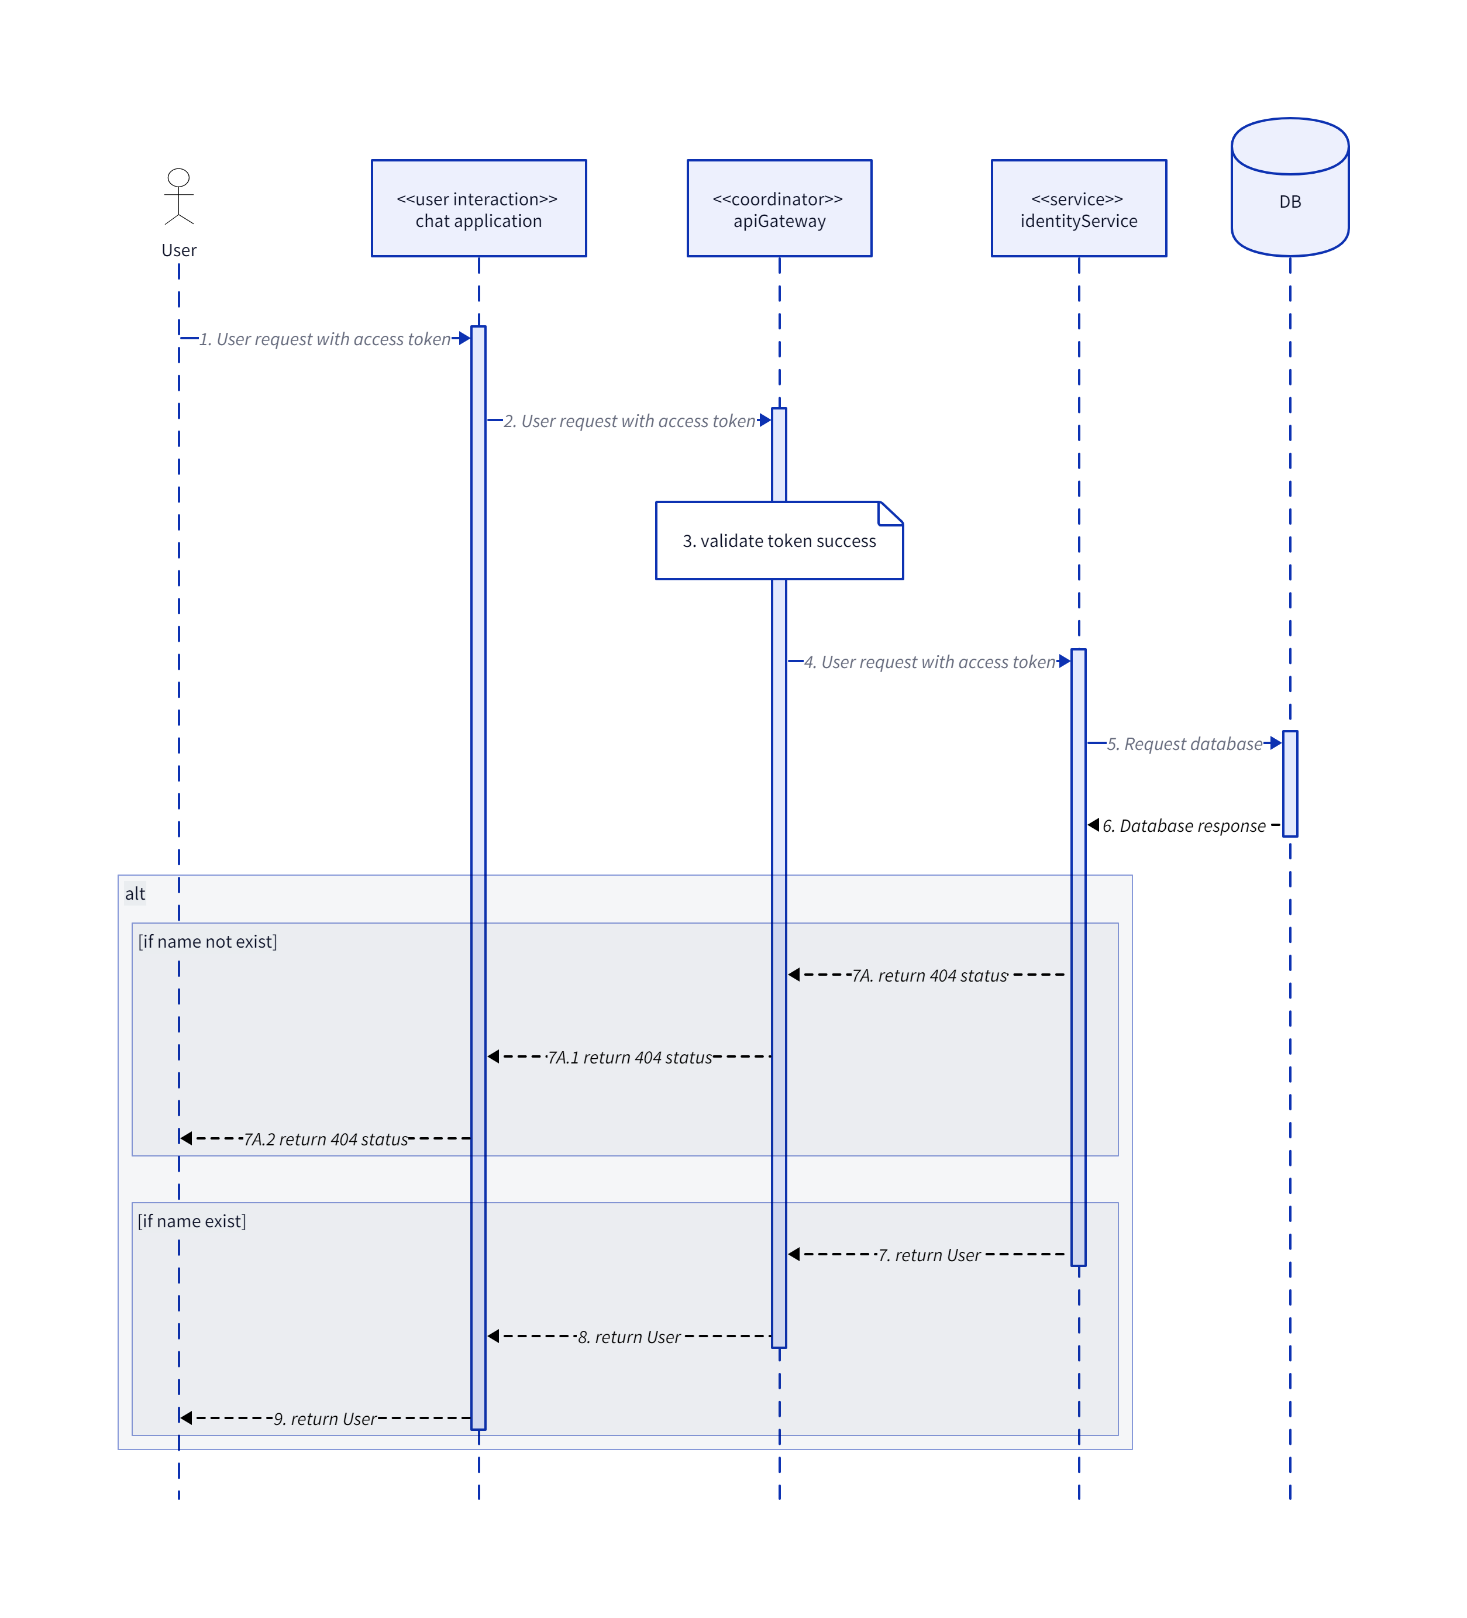 User
<<user interaction>>
chat application
<<coordinator>>
apiGateway
<<service>>
identityService
DB
1. User request with access token
2. User request with access token
3. validate token success
4. User request with access token
5. Request database
6. Database response
alt
[if name not exist]
7A. return 404 status
7A.1 return 404 status
7A.2 return 404 status
[if name exist]
7. return User
8. return User
9. return User